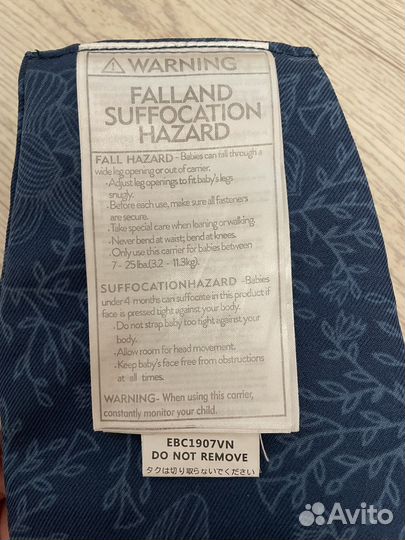 ⚠ WARNING
FALLAND
SUFFOCATION
HAZARD
FALL HAZARD - Babies can fall through a
wide leg opening or out of carrier.
•Adjust leg openings to fit baby's legs
snugly.
•Before each use, make sure all fasteners
are secure.
•Take special care when leaning or walking.
•Never bend at waist; bend at knees.
•Only use this carrier for babies between
7- 25 lba.(3.2 - 11.3kg).
SUFFOCATIONHAZARD -Babies
under 4 months can suffocate in this product if
face is pressed tight against your body.
•Do not strap baby too tight against your
body.
•Allow room for head movement.
•Keep baby's face free from obstructions
at all times.
WARNING- When using this carrier,
constantly monitor your child.
EBC1907VN
DO NOT REMOVE
タグは切り取らないでください
Avito